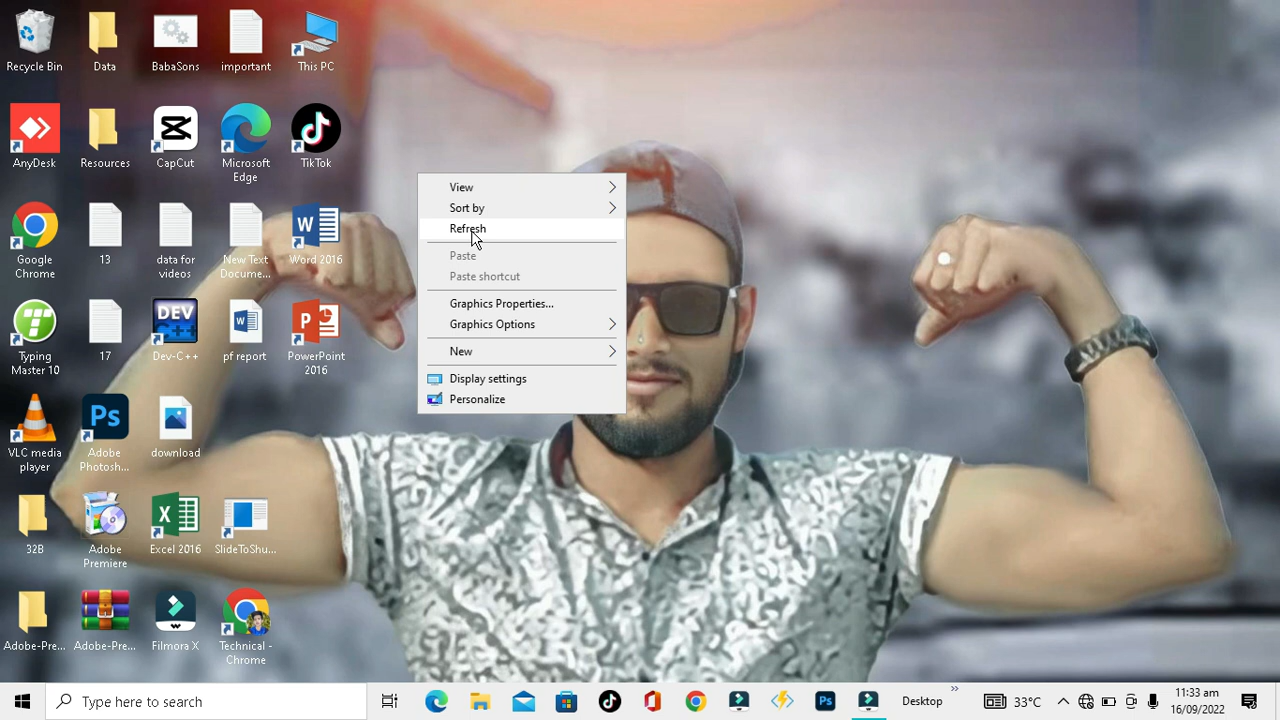 Recycle Bin
Data
BabaSons
important
This PC
AnyDesk
Resources
CapCut
Microsoft
Edge
TikTok
Google
Chrome
13
data for
videos
New Text
Docume...
Word 2016
Typing
Master 10
17
DEV
C++
Dev-C++
pf report
PowerPoint
2016
VLC media
player
Ps
Adobe
Photosh...
download
32B
Adobe
Premiere
Excel 2016
SlideToShu...
Adobe-Pre...
Adobe-Pre...
Filmora X
Technical -
Chrome
View
Sort by
Refresh
Paste
Paste shortcut
Graphics Properties...
Graphics Options
New
Display settings
Personalize
Type here to search
Ps
Desktop
33°C
11:33 am
16/09/2022